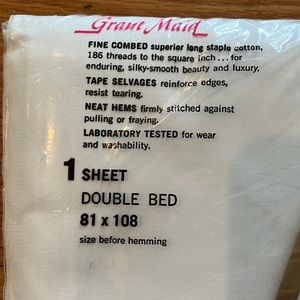 Grant Maid
FINE COMBED superior long staple cotton,
186 threads to the square inch...for
enduring, silky-smooth beauty and luxury.
TAPE SELVAGES reinforce edges,
resist tearing.
NEAT HEMS firmly stitched against
pulling or fraying.
LABORATORY TESTED for wear
and washability.
1 SHEET
DOUBLE BED
81 x 108
size before hemming